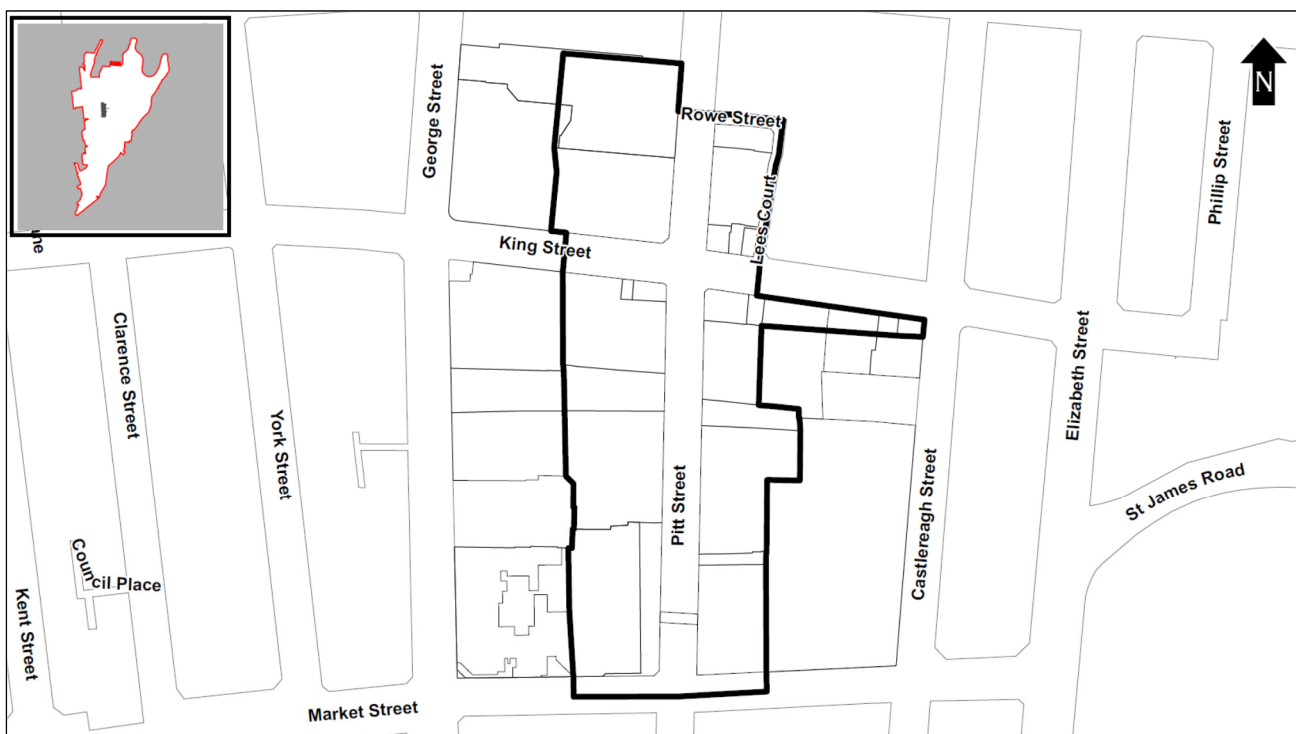 N
George Street
Rowe Street
Phillip Street
Lees Court
King Street
Clarence Street
York Street
Elizabeth Street
Pitt Street
Castlereagh Street
St James Road
Council Place
Kent Street
Market Street